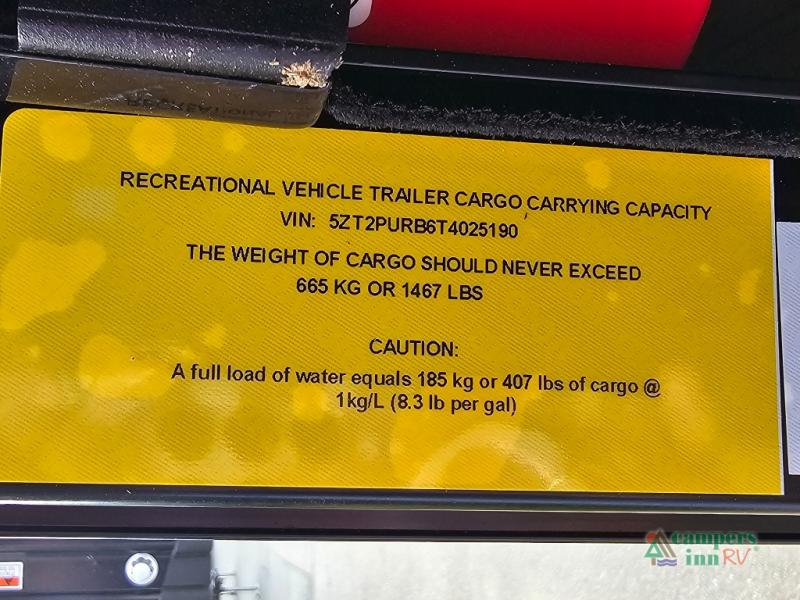 RECREATIONAL VEHICLE TRAILER CARGO CARRYING CAPACITY
VIN: 5ZT2PURB6T4025190
THE WEIGHT OF CARGO SHOULD NEVER EXCEED
665 KG OR 1467 LBS
CAUTION:
A full load of water equals 185 kg or 407 lbs of cargo @
1kg/L (8.3 lb per gal)
campers
inn RV